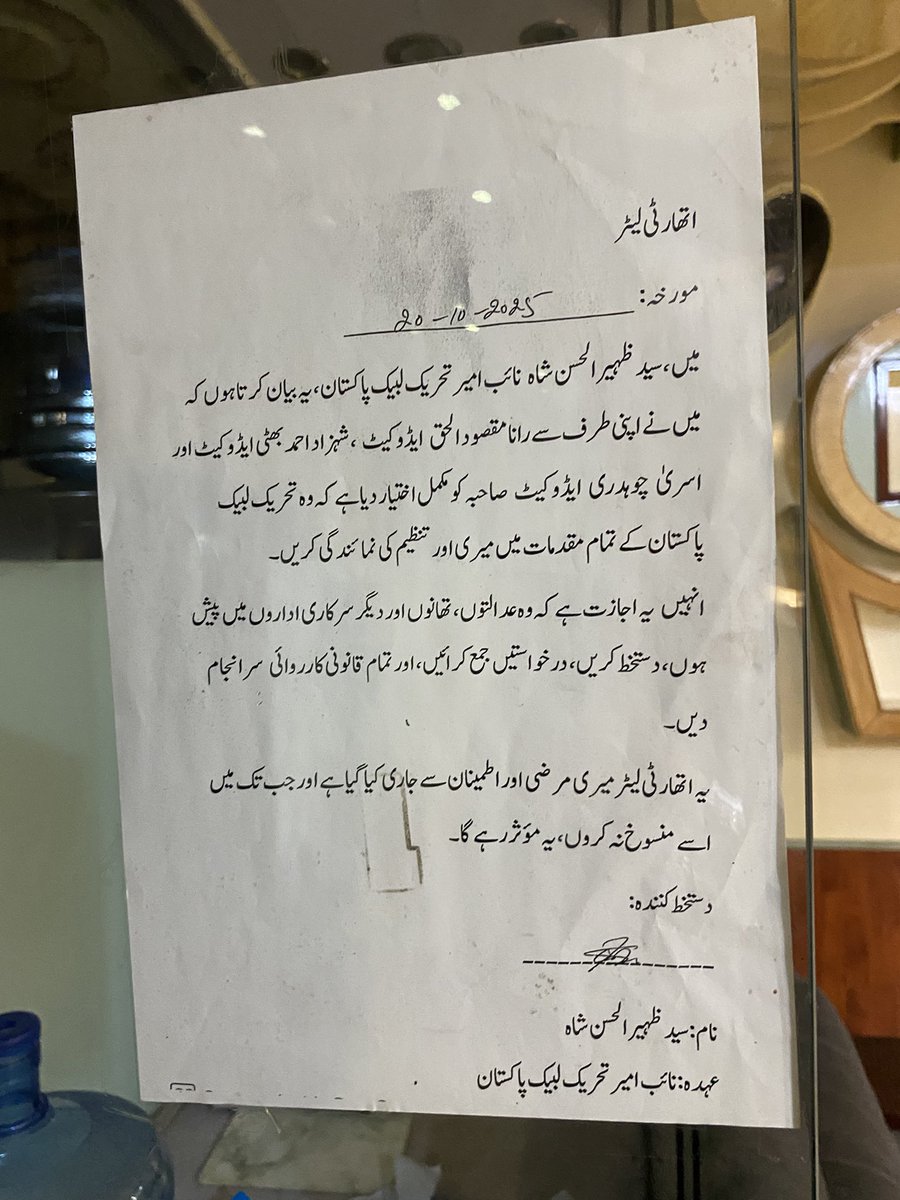 اتھارٹی لیٹر
مورخہ: 20-10-2025
میں، سید ظہیر الحسن شاہ نائب امیر تحریک لبیک پاکستان، یہ بیان کرتا ہوں کہ
میں نے اپنی طرف سے رانا مقصود الحق ایڈوکیٹ ، شہزاد احمد بھٹی ایڈوکیٹ اور
اسریٰ چوہدری ایڈوکیٹ صاحبہ کو مکمل اختیار دیا ہے کہ وہ تحریک لبیک
پاکستان کے تمام مقدمات میں میری اور تنظیم کی نمائندگی کریں۔
انہیں یہ اجازت ہے کہ وہ عدالتوں، تھانوں اور دیگر سرکاری اداروں میں پیش
ہوں، دستخط کریں، درخواستیں جمع کرائیں، اور تمام قانونی کارروائی سرانجام
دیں۔
یہ اتھارٹی لیٹر میری مرضی اور اطمینان سے جاری کیا گیا ہے اور جب تک میں
اسے منسوخ نہ کروں، یہ مؤثر رہے گا۔
دستخط کنندہ:
نام: سید ظہیر الحسن شاہ
عہدہ: نائب امیر تحریک لبیک پاکستان